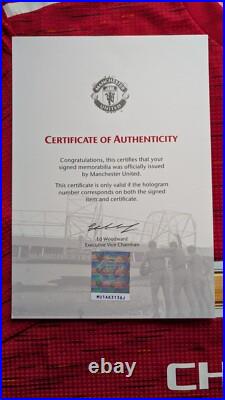 MANCHESTER
UNITED
CERTIFICATE OF AUTHENTICITY
Congratulations, this certifies that your
signed memorabilia was officially issued
by Manchester United.
This certificate is only valid if the hologram
number corresponds on both the signed
item and certificate.
Ed Woodward
Executive Vice Chairman
CH